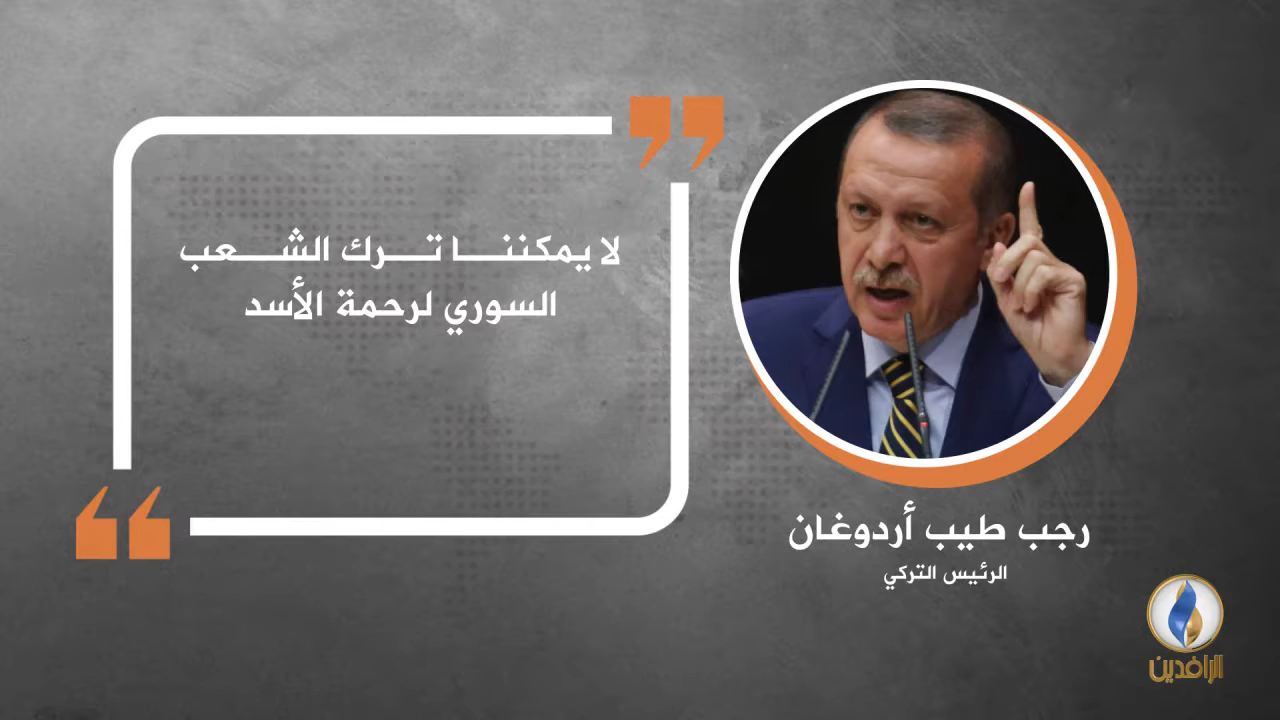 لا يمكننا ترك الشعب
السوري لرحمة الأسد
رجب طيب أردوغان
الرئيس التركي
الرافدين